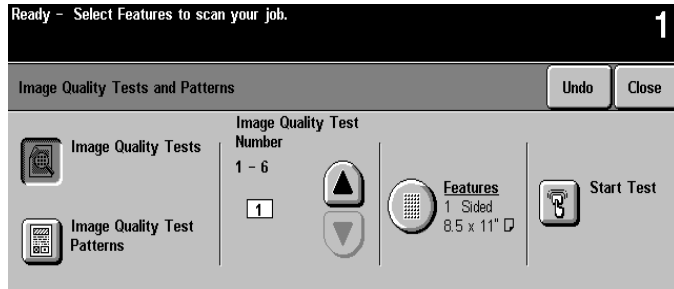 Ready - Select Features to scan your job.
1
Image Quality Tests and Patterns
Undo
Close
Image Quality Tests
Image Quality Test
Patterns
Image Quality Test
Number
1 - 6
1
Features
1 Sided
8.5 x 11"
Start Test